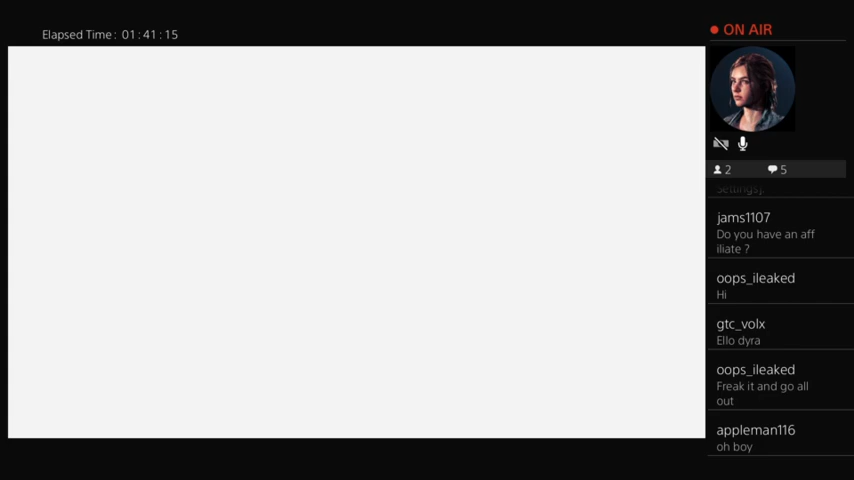 Elapsed Time: 01:41:15
ON AIR
2
5
Settings).
jams1107
Do you have an aff
iliate ?
oops_ileaked
Hi
gtc_volx
Ello dyra
oops_ileaked
Freak it and go all
out
appleman116
oh boy